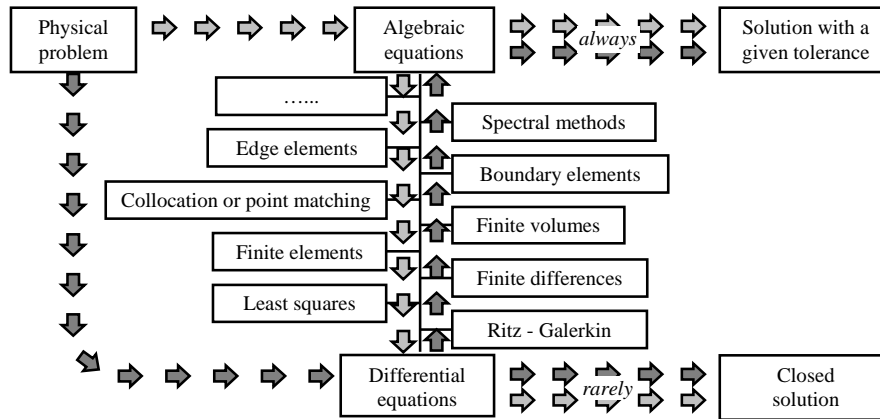 Physical
problem
Algebraic
equations
always
Solution with a
given tolerance
…...
Spectral methods
Edge elements
Boundary elements
Collocation or point matching
Finite volumes
Finite elements
Finite differences
Least squares
Ritz - Galerkin
Differential
equations
rarely
Closed
solution